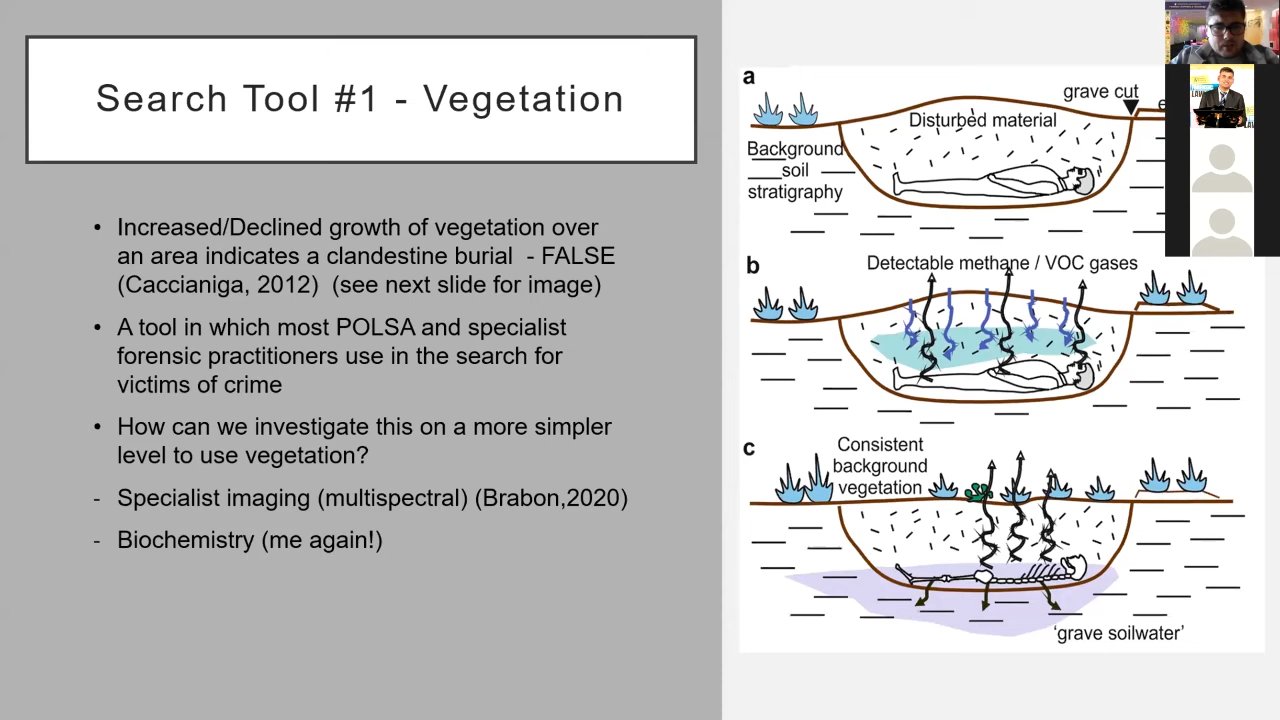 Search Tool #1 - Vegetation
• Increased/Declined growth of vegetation over
an area indicates a clandestine burial - FALSE
(Caccianiga, 2012) (see next slide for image)
• A tool in which most POLSA and specialist
forensic practitioners use in the search for
victims of crime
• How can we investigate this on a more simpler
level to use vegetation?
- Specialist imaging (multispectral) (Brabon,2020)
- Biochemistry (me again!)
a
grave cut
e
Disturbed material
Background
soil
stratigraphy
b
Detectable methane / VOC gases
c
Consistent
background
vegetation
'grave soilwater'
LAW